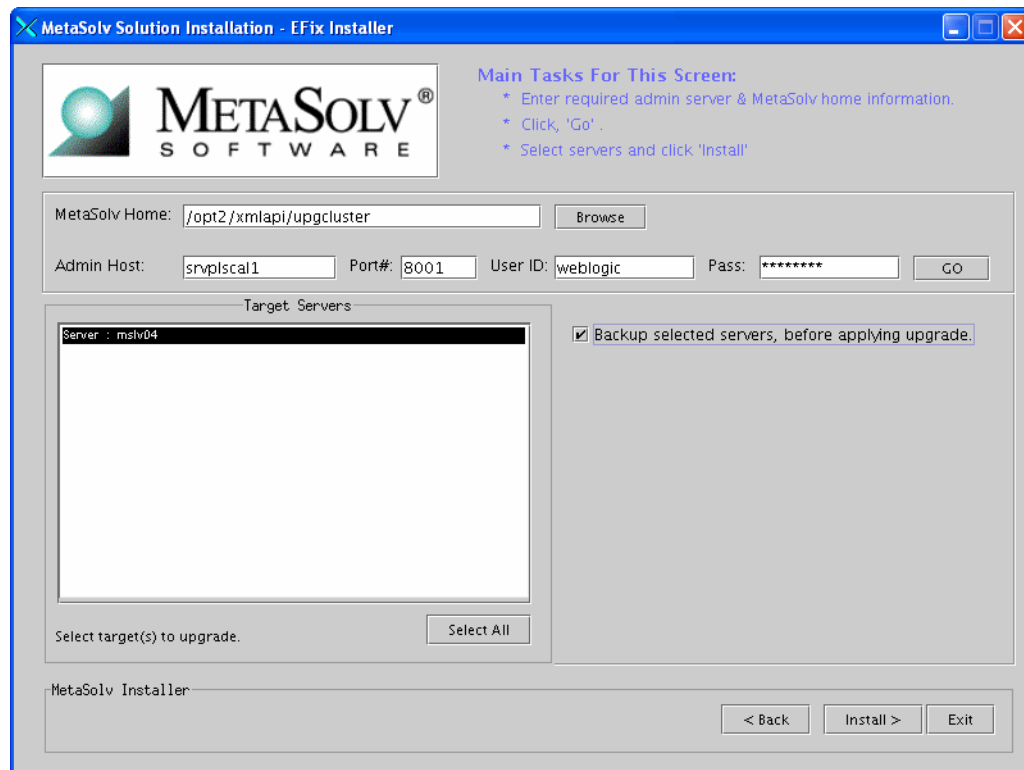 MetaSolv Solution Installation - EFix Installer
METASOLV®
SOFTWARE
Main Tasks For This Screen:
* Enter required admin server & MetaSolv home information.
* Click, 'Go' .
* Select servers and click 'Install'
MetaSolv Home: /opt2/xmlapi/upgcluster Browse
Admin Host: srvplscal1 Port#: 8001 User ID: weblogic Pass: ******** GO
Target Servers
Server : mslv04
Backup selected servers, before applying upgrade.
Select target(s) to upgrade. Select All
MetaSolv Installer
< Back Install > Exit